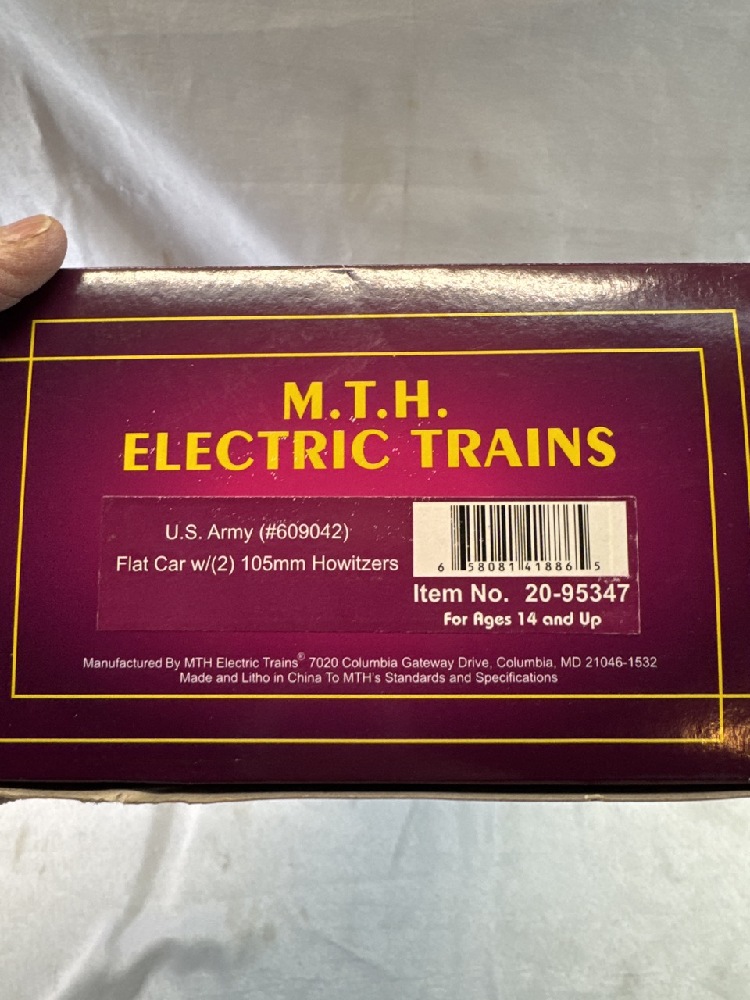 M.T.H.
ELECTRIC TRAINS
U.S. Army (#609042)
Flat Car w/(2) 105mm Howitzers
6 58081 41886 5
Item No. 20-95347
For Ages 14 and Up
Manufactured By MTH Electric Trains® 7020 Columbia Gateway Drive, Columbia, MD 21046-1532
Made and Litho in China To MTH's Standards and Specifications